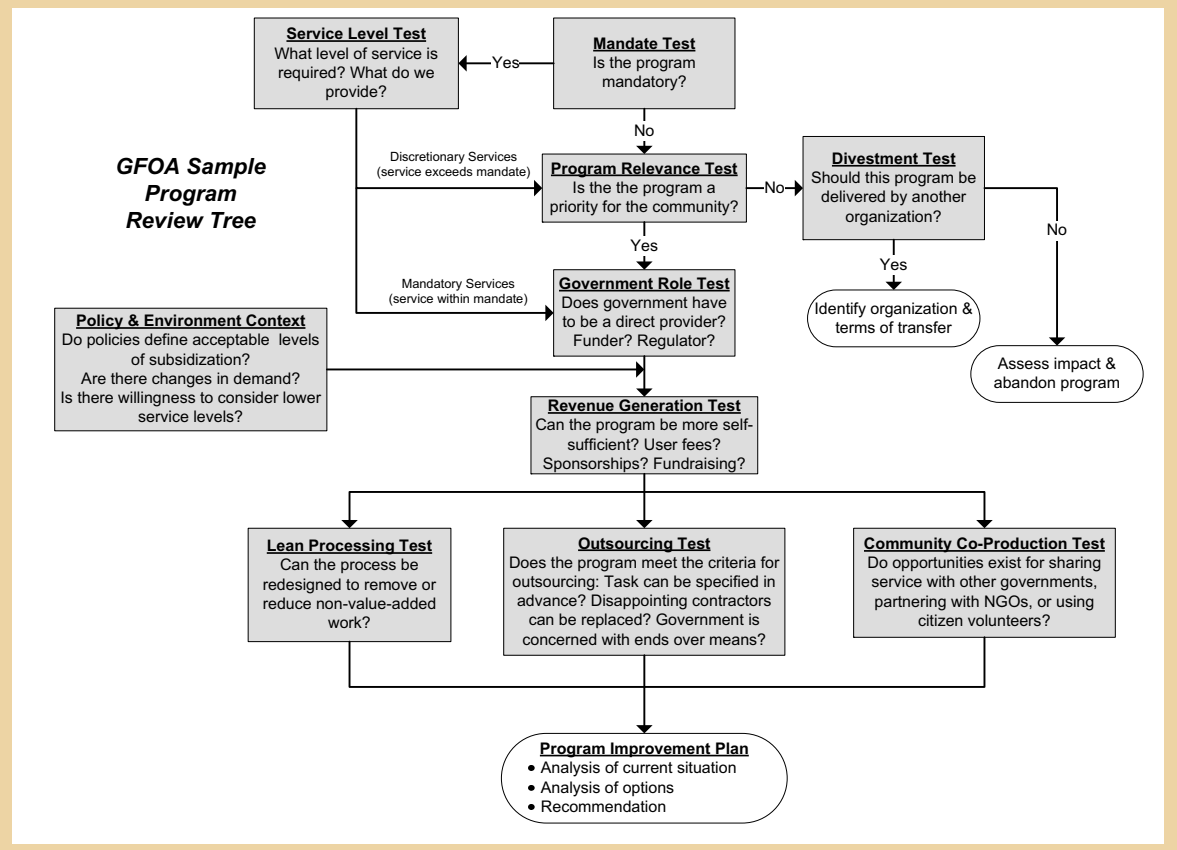 Service Level Test
What level of service is
required? What do we
provide?
Yes
Mandate Test
Is the program
mandatory?
No
GFOA Sample
Program
Review Tree
Discretionary Services
(service exceeds mandate)
Program Relevance Test
Is the the program a
priority for the community?
No
Divestment Test
Should this program be
delivered by another
organization?
No
Yes
Yes
Identify organization &
terms of transfer
Assess impact &
abandon program
Mandatory Services
(service within mandate)
Government Role Test
Does government have
to be a direct provider?
Funder? Regulator?
Policy & Environment Context
Do policies define acceptable levels
of subsidization?
Are there changes in demand?
Is there willingness to consider lower
service levels?
Revenue Generation Test
Can the program be more self-
sufficient? User fees?
Sponsorships? Fundraising?
Lean Processing Test
Can the process be
redesigned to remove or
reduce non-value-added
work?
Outsourcing Test
Does the program meet the criteria for
outsourcing: Task can be specified in
advance? Disappointing contractors
can be replaced? Government is
concerned with ends over means?
Community Co-Production Test
Do opportunities exist for sharing
service with other governments,
partnering with NGOs, or using
citizen volunteers?
Program Improvement Plan
• Analysis of current situation
• Analysis of options
• Recommendation